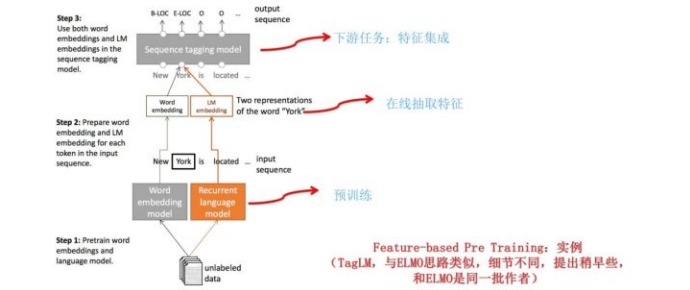 Step 3:
Use both word
embeddings and LM
embeddings in the
sequence tagging
model.
B-LOC E-LOC O O ...
output
sequence
Sequence tagging model
下游任务：特征集成
New York is located ...
Word
embedding
LM
embedding
Two representations
of the word "York"
在线抽取特征
Step 2: Prepare word
embedding and LM
embedding for each
token in the input
sequence.
New York is located ...
input
sequence
Word
embedding
model
Recurrent
language
model
预训练
Step 1: Pretrain word
embeddings and
language model.
unlabeled
data
Feature-based Pre Training：实例
（TagLM，与ELMO思路类似，细节不同，提出稍早些，
和ELMO是同一批作者）